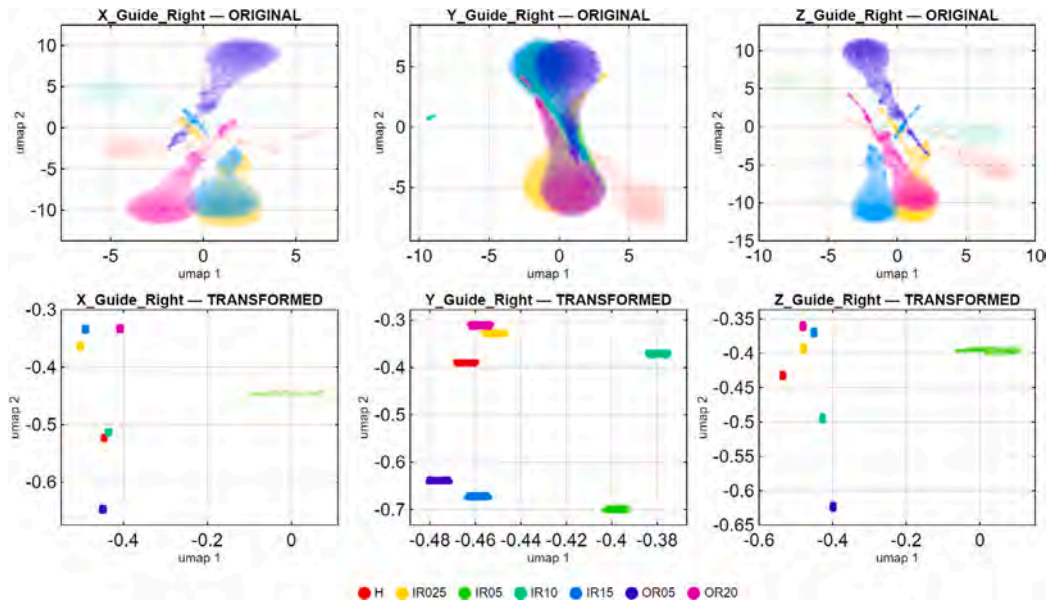 X_Guide_Right — ORIGINAL
Y_Guide_Right — ORIGINAL
Z_Guide_Right — ORIGINAL
umap 2
10
5
0
-5
-10
-5
0
5
umap 1
umap 2
5
0
-5
-10
-5
0
5
umap 1
umap 2
10
5
0
-5
-10
-15
-10
-5
0
5
10
umap 1
X_Guide_Right — TRANSFORMED
Y_Guide_Right — TRANSFORMED
Z_Guide_Right — TRANSFORMED
umap 2
-0.3
-0.4
-0.5
-0.6
-0.4
-0.2
0
umap 1
umap 2
-0.3
-0.4
-0.5
-0.6
-0.7
-0.48
-0.46
-0.44
-0.42
-0.4
-0.38
umap 1
umap 2
-0.35
-0.4
-0.45
-0.5
-0.55
-0.6
-0.65
-0.6
-0.4
-0.2
0
umap 1
H IR025 IR05 IR10 IR15 OR05 OR20